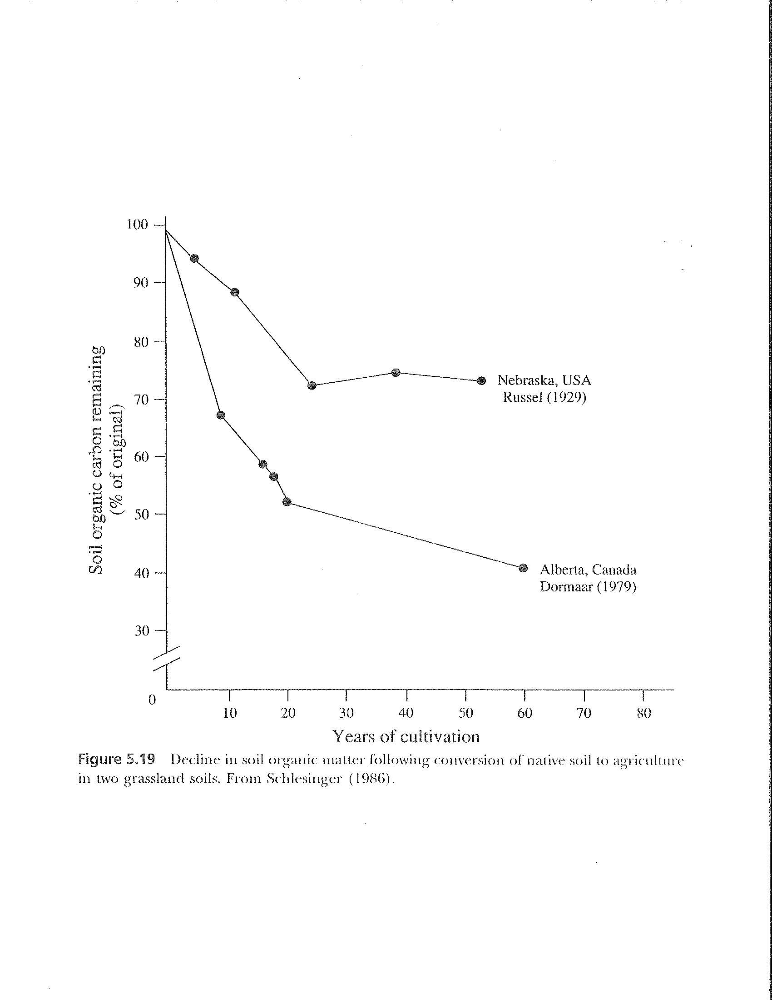 100
90
80
70
60
50
40
30
0
Soil organic carbon remaining
(% of original)
Nebraska, USA
Russel (1929)
Alberta, Canada
Dormaar (1979)
10 20 30 40 50 60 70 80
Years of cultivation
Figure 5.19 Decline in soil organic matter following conversion of native soil to agriculture
in two grassland soils. From Schlesinger (1986).